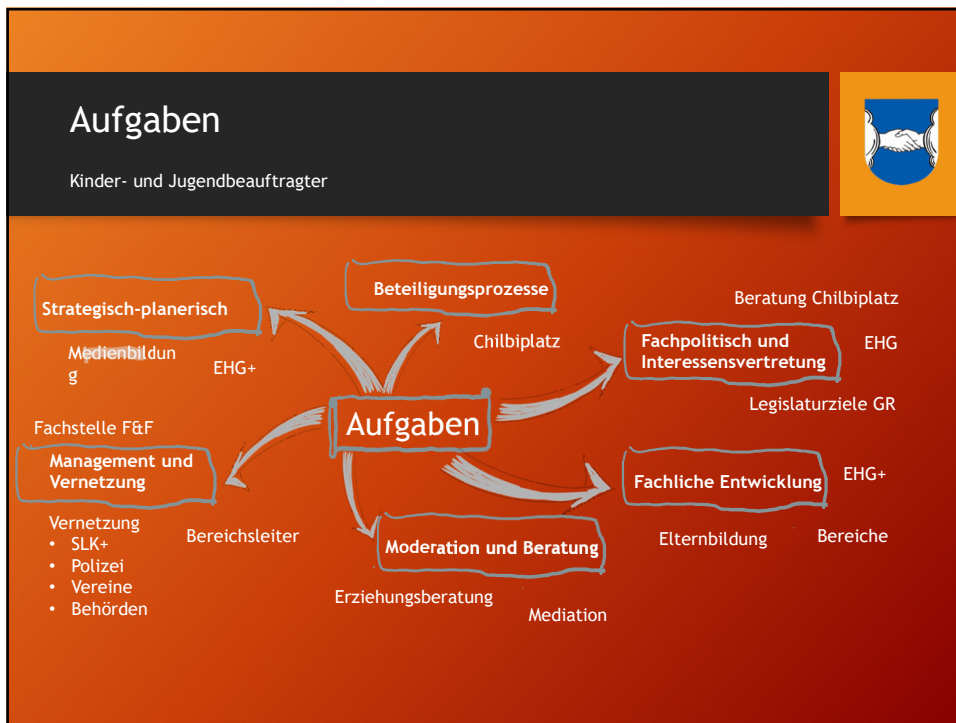 Aufgaben
Kinder- und Jugendbeauftragter
Strategisch-planerisch
Medienbildun
g
EHG+
Beteiligungsprozesse
Chilbiplatz
Beratung Chilbiplatz
Fachpolitisch und
Interessensvertretung
EHG
Legislaturziele GR
Aufgaben
Fachstelle F&F
Management und
Vernetzung
Vernetzung
• SLK+
• Polizei
• Vereine
• Behörden
Bereichsleiter
Moderation und Beratung
Erziehungsberatung
Mediation
Fachliche Entwicklung
EHG+
Elternbildung
Bereiche